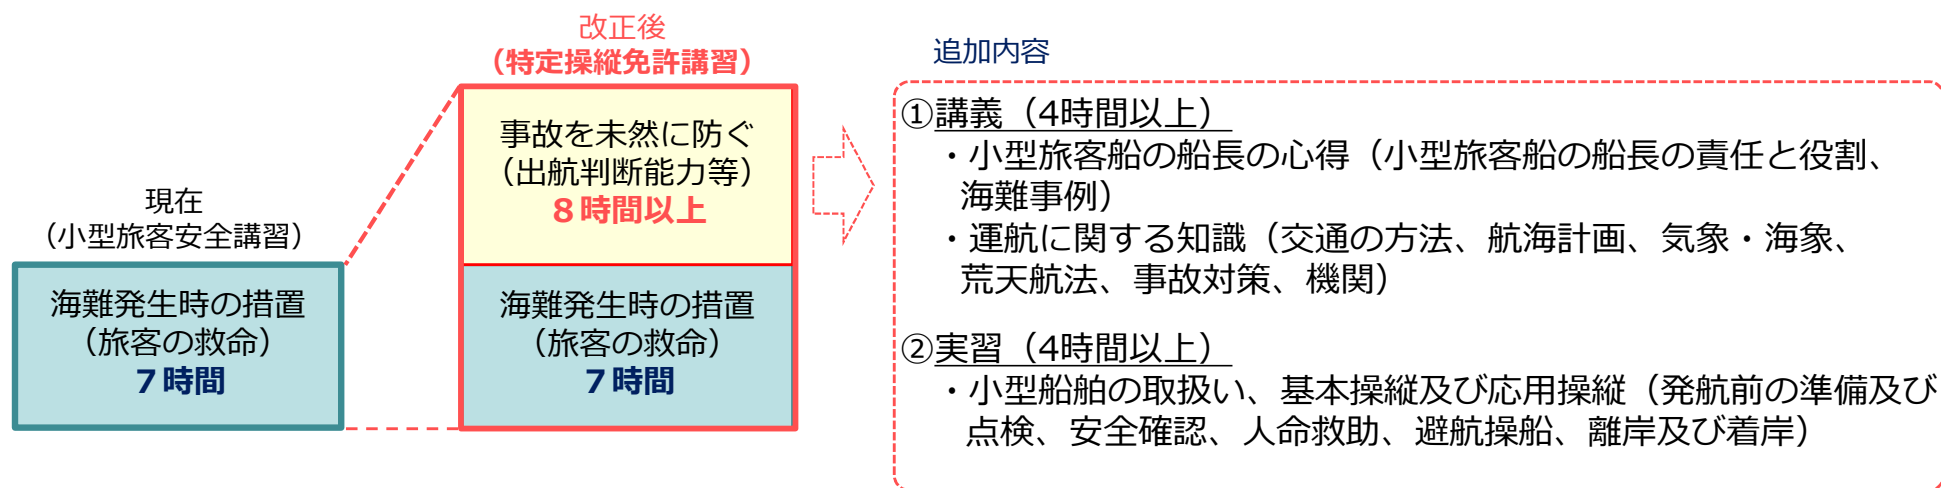 現在
（小型旅客安全講習）
海難発生時の措置
（旅客の救命）
７時間
改正後
（特定操縦免許講習）
事故を未然に防ぐ
（出航判断能力等）
８時間以上
海難発生時の措置
（旅客の救命）
７時間
追加内容
①講義（4時間以上）
・小型旅客船の船長の心得（小型旅客船の船長の責任と役割、
海難事例）
・運航に関する知識（交通の方法、航海計画、気象・海象、
荒天航法、事故対策、機関）
②実習（4時間以上）
・小型船舶の取扱い、基本操縦及び応用操縦（発航前の準備及び
点検、安全確認、人命救助、避航操船、離岸及び着岸）